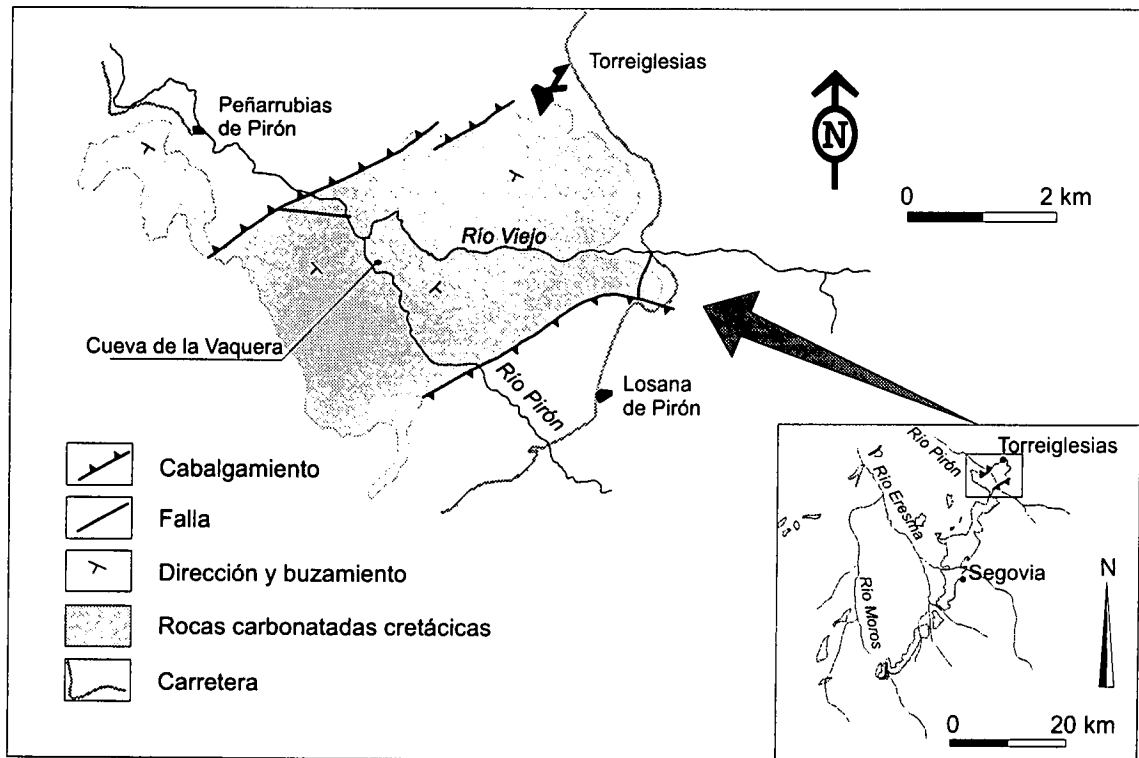 Torreiglesias
Peñarrubias
de Pirón
N
0 2 km
Río Viejo
Cueva de la Vaquera
Río Pirón
Losana
de Pirón
Cabalgamiento
Falla
Dirección y buzamiento
Rocas carbonatadas cretácicas
Carretera
Río Pirón
Torreiglesias
Río Eresma
Segovia
N
Río Moros
0 20 km